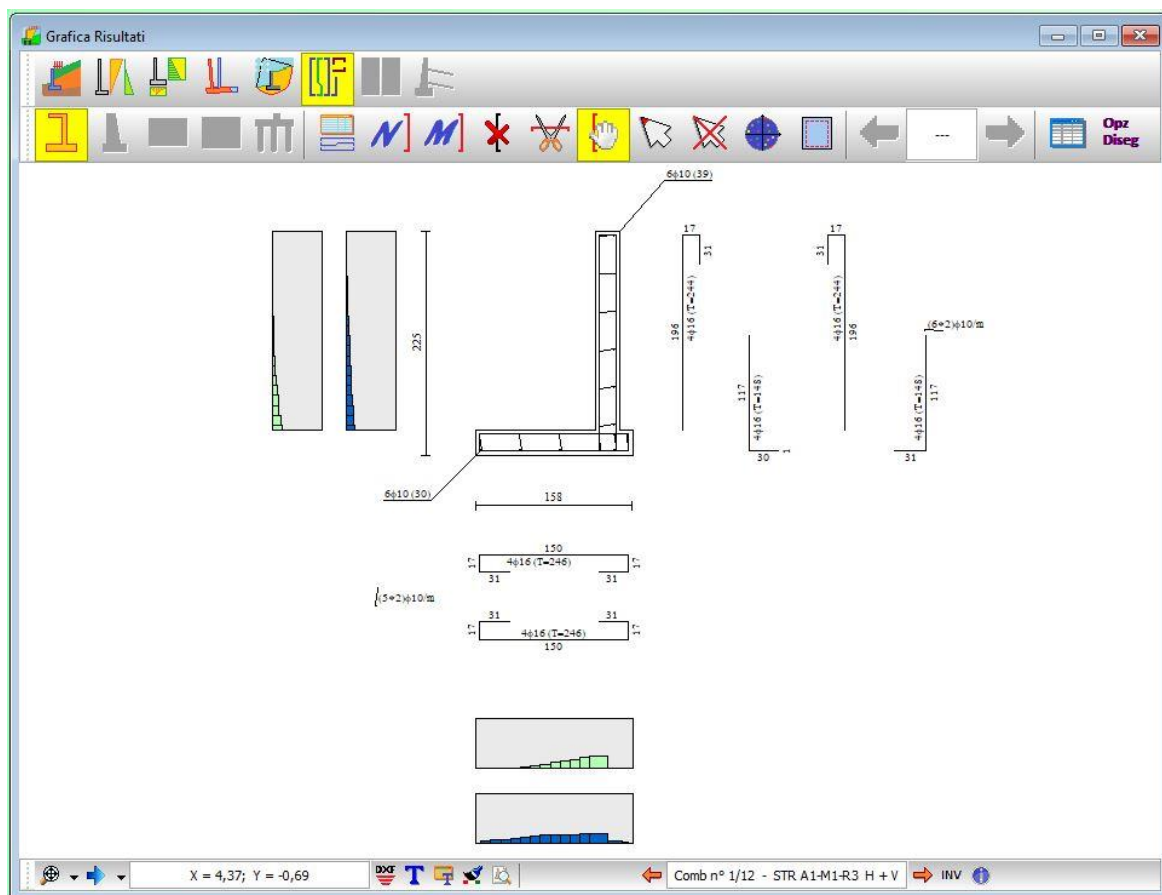 Grafica Risultati
N] M]
---
Opz
Diseg
6ϕ10 (39)
17
31
4ϕ16 (T=244)
196
17
31
4ϕ16 (T=244)
196
225
(6+2)ϕ10/m
117
4ϕ16 (T=148)
30
1
4ϕ16 (T=148)
117
31
6ϕ10 (30)
158
150
17
4ϕ16 (T=246)
17
31
31
(5+2)ϕ10/m
31
31
17
4ϕ16 (T=246)
17
150
X = 4,37; Y = -0,69
DXF
T
Comb n° 1/12 - STR A1-M1-R3 H + V
INV